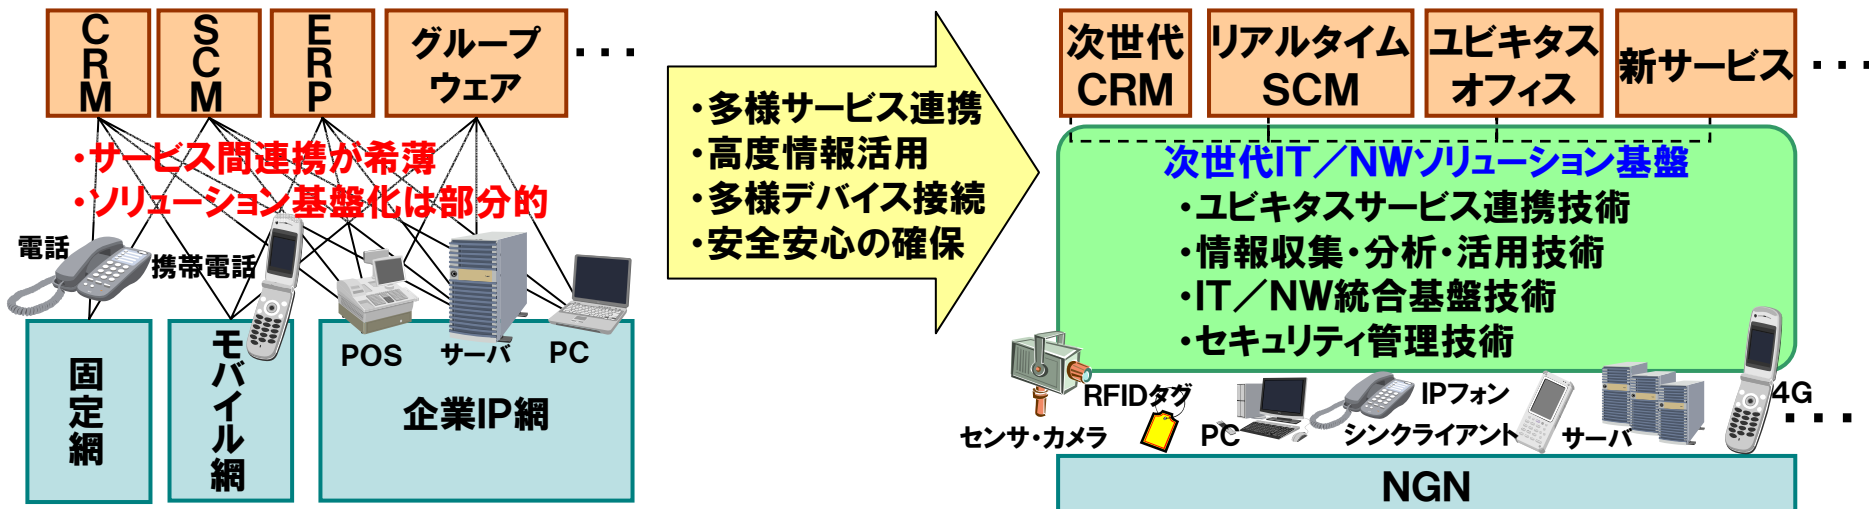 CRM
SCM
ERP
グループ
ウェア
・・・
・サービス間連携が希薄
・ソリューション基盤化は部分的
電話
携帯電話
POS
サーバ
PC
固定網
モバイル網
企業IP網
・多様サービス連携
・高度情報活用
・多様デバイス接続
・安全安心の確保
次世代
CRM
リアルタイム
SCM
ユビキタス
オフィス
新サービス
・・・
次世代IT／NWソリューション基盤
・ユビキタスサービス連携技術
・情報収集・分析・活用技術
・IT／NW統合基盤技術
・セキュリティ管理技術
センサ・カメラ
RFIDタグ
PC
IPフォン
シンクライアント
サーバ
4G
・・・
NGN